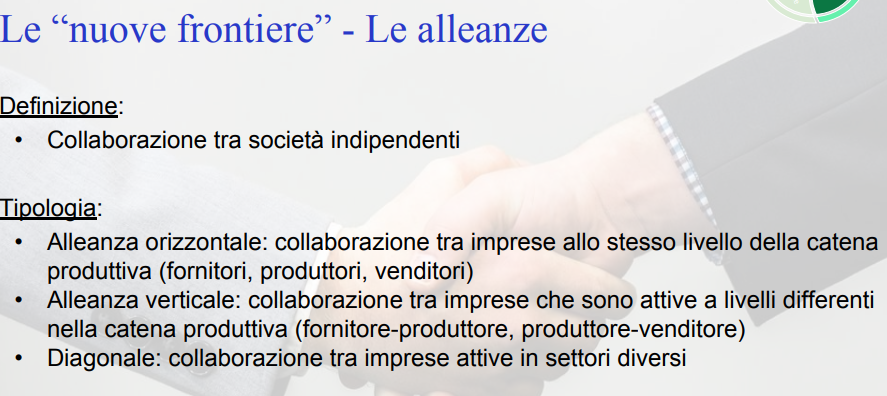 Le “nuove frontiere” - Le alleanze
Definizione:
• Collaborazione tra società indipendenti
Tipologia:
• Alleanza orizzontale: collaborazione tra imprese allo stesso livello della catena
produttiva (fornitori, produttori, venditori)
• Alleanza verticale: collaborazione tra imprese che sono attive a livelli differenti
nella catena produttiva (fornitore-produttore, produttore-venditore)
• Diagonale: collaborazione tra imprese attive in settori diversi